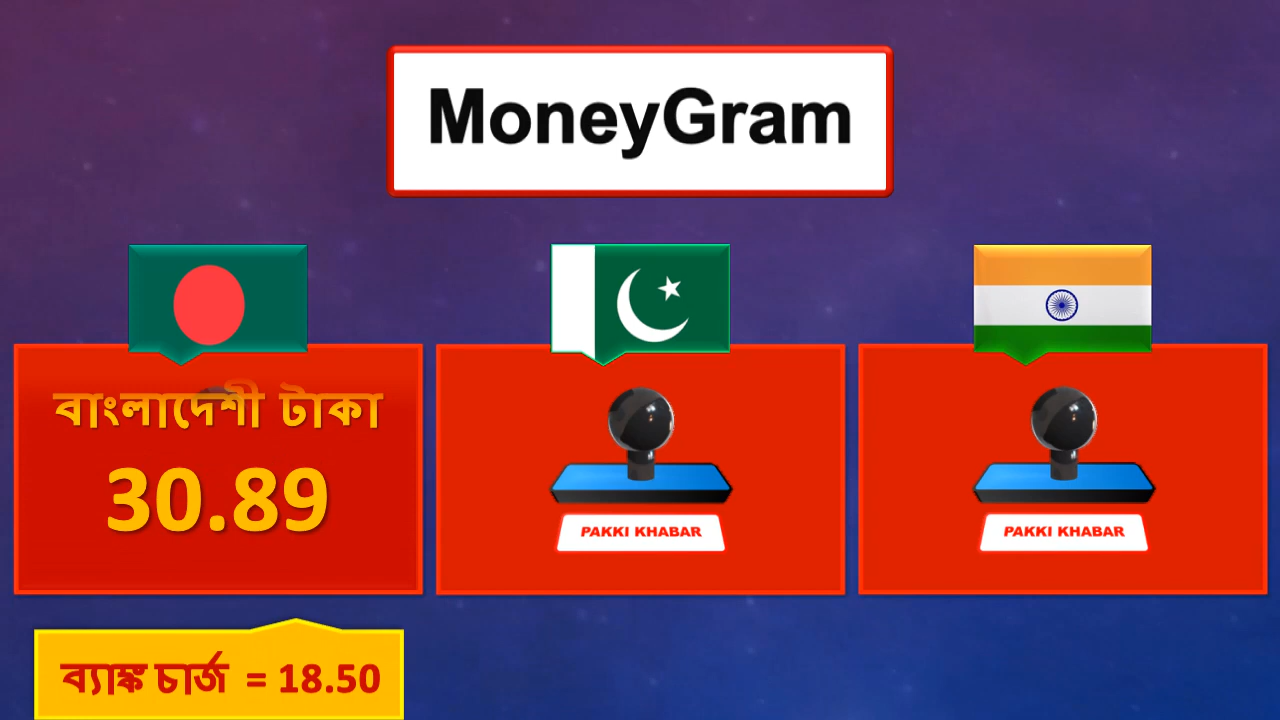 MoneyGram
বাংলাদেশী টাকা
30.89
PAKKI KHABAR
PAKKI KHABAR
ব্যাঙ্ক চার্জ = 18.50